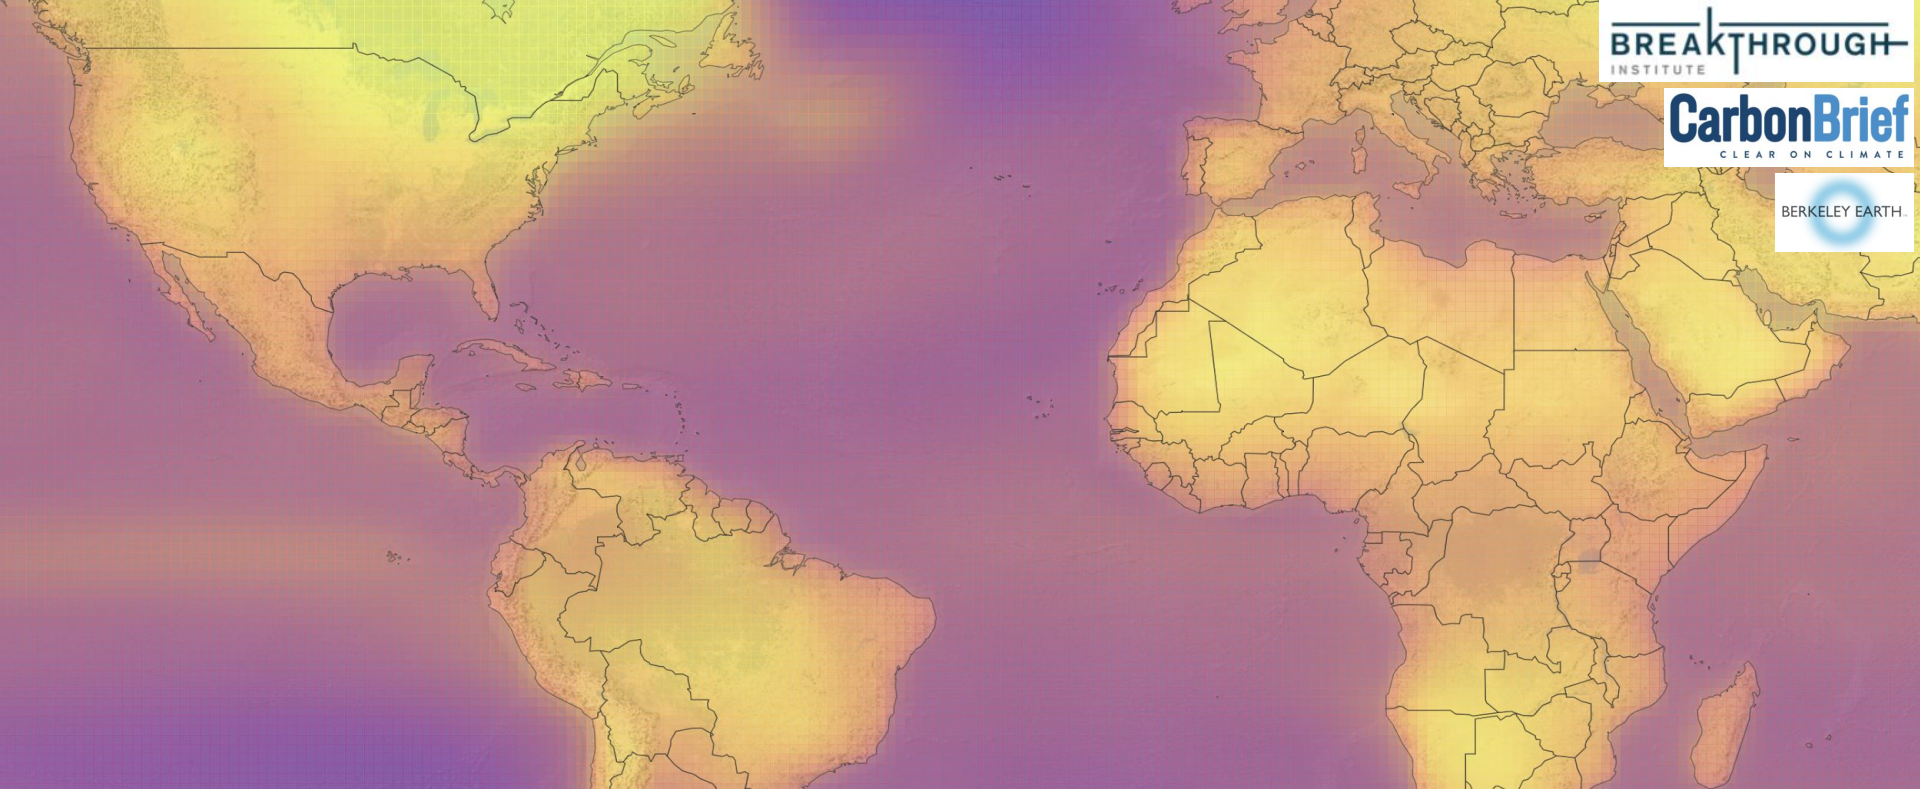 BREAKTHROUGH
INSTITUTE
CarbonBrief
CLEAR ON CLIMATE
BERKELEY EARTH